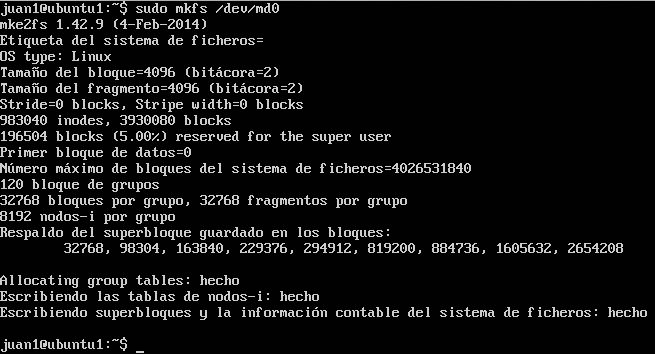 juan1@ubuntu1:~$ sudo mkfs /dev/md0
mke2fs 1.42.9 (4-Feb-2014)
Etiqueta del sistema de ficheros=
OS type: Linux
Tamaño del bloque=4096 (bitácora=2)
Tamaño del fragmento=4096 (bitácora=2)
Stride=0 blocks, Stripe width=0 blocks
983040 inodes, 3930080 blocks
196504 blocks (5.00%) reserved for the super user
Primer bloque de datos=0
Número máximo de bloques del sistema de ficheros=4026531840
120 bloque de grupos
32768 bloques por grupo, 32768 fragmentos por grupo
8192 nodos-i por grupo
Respaldo del superbloque guardado en los bloques:
32768, 98304, 163840, 229376, 294912, 819200, 884736, 1605632, 2654208
Allocating group tables: hecho
Escribiendo las tablas de nodos-i: hecho
Escribiendo superbloques y la información contable del sistema de ficheros: hecho
juan1@ubuntu1:~$ _